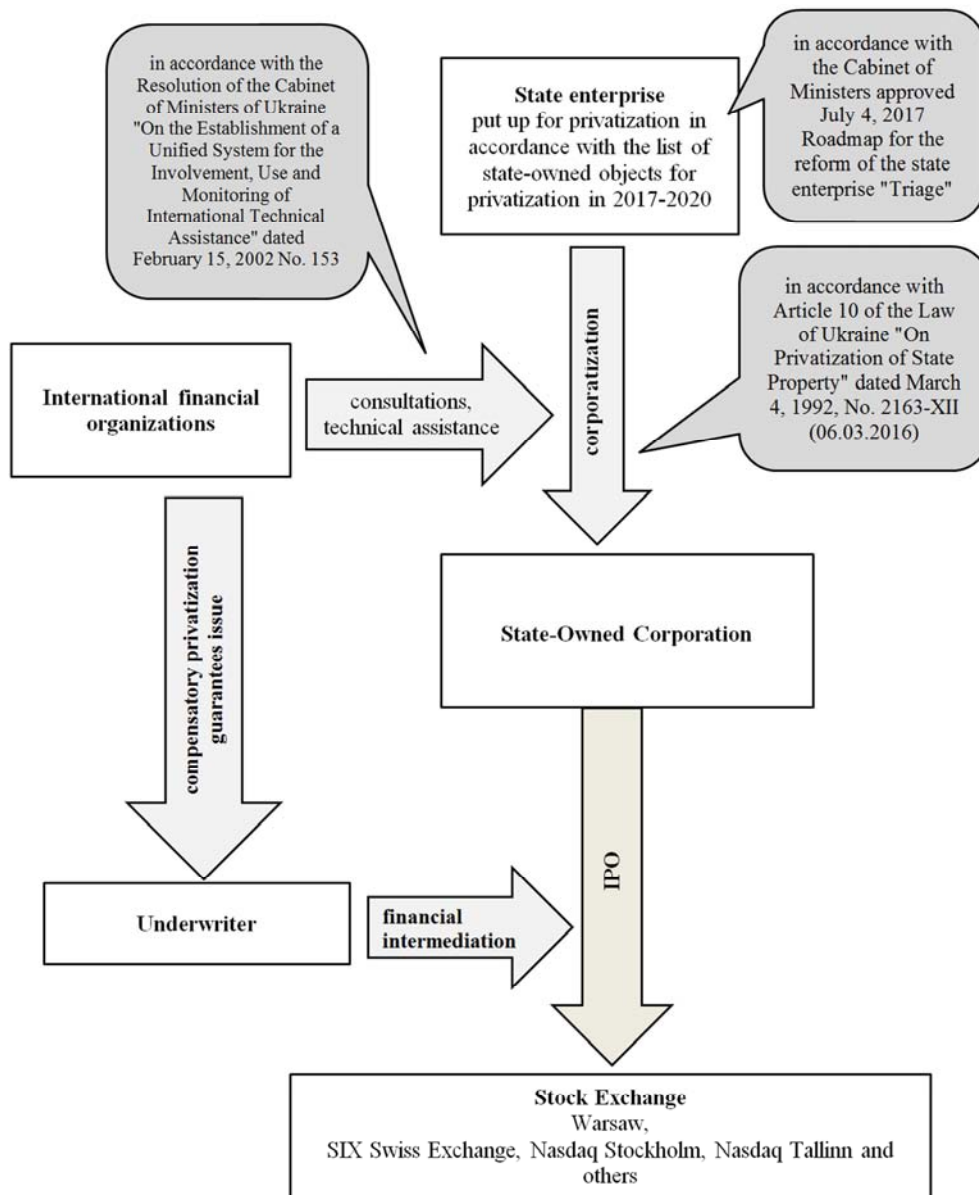 in accordance with the
Resolution of the Cabinet
of Ministers of Ukraine
"On the Establishment of a
Unified System for the
Involvement, Use and
Monitoring of
International Technical
Assistance" dated
February 15, 2002 No. 153
State enterprise
put up for privatization in
accordance with the list of
state-owned objects for
privatization in 2017-2020
in accordance with
the Cabinet of
Ministers approved
July 4, 2017
Roadmap for the
reform of the state
enterprise "Triage"
in accordance with
Article 10 of the Law
of Ukraine "On
Privatization of State
Property" dated March
4, 1992, No. 2163-XII
(06.03.2016)
International financial
organizations
consultations,
technical assistance
corporatization
compensatory privatization
guarantees issue
State-Owned Corporation
Underwriter
financial
intermediation
IPO
Stock Exchange
Warsaw,
SIX Swiss Exchange, Nasdaq Stockholm, Nasdaq Tallinn and
others